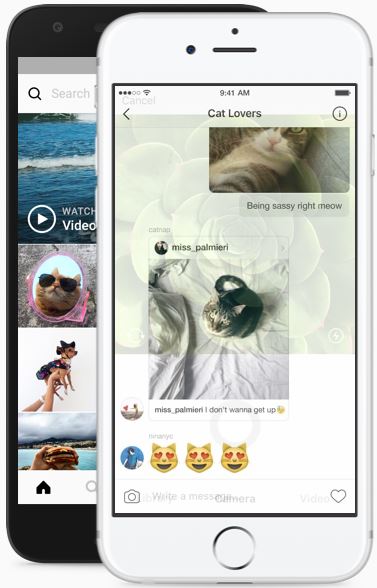 Search
WATCH
Video
9:41 AM
Cancel
Cat Lovers
Being sassy right meow
catnap
miss_palmieri
miss_palmieri I don't wanna get up
ninanyc
Write a message
Library
Camera
Video